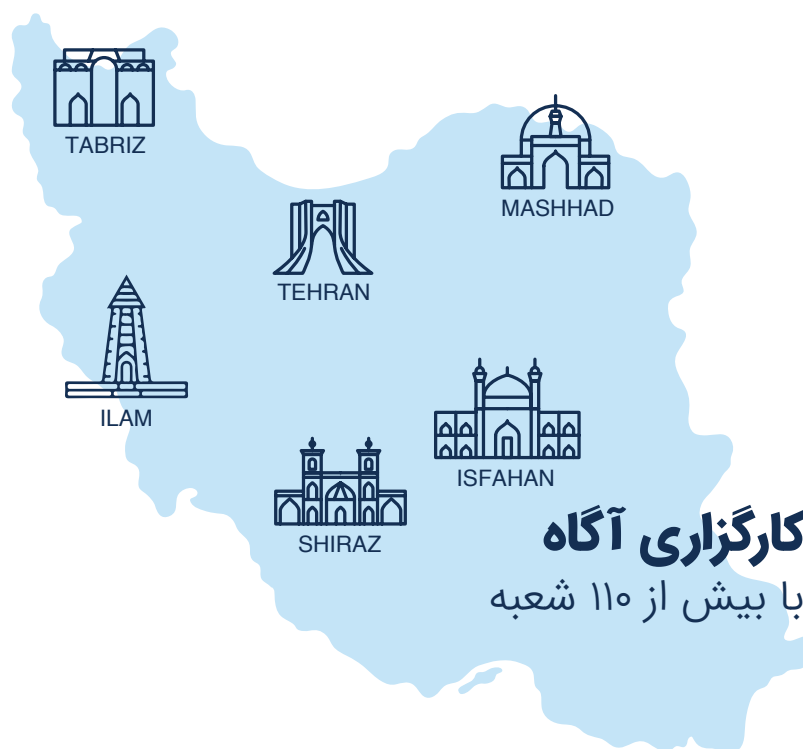 TABRIZ
MASHHAD
TEHRAN
ILAM
ISFAHAN
SHIRAZ
کارگزاری آگاه
با بیش از ۱۱۰ شعبه